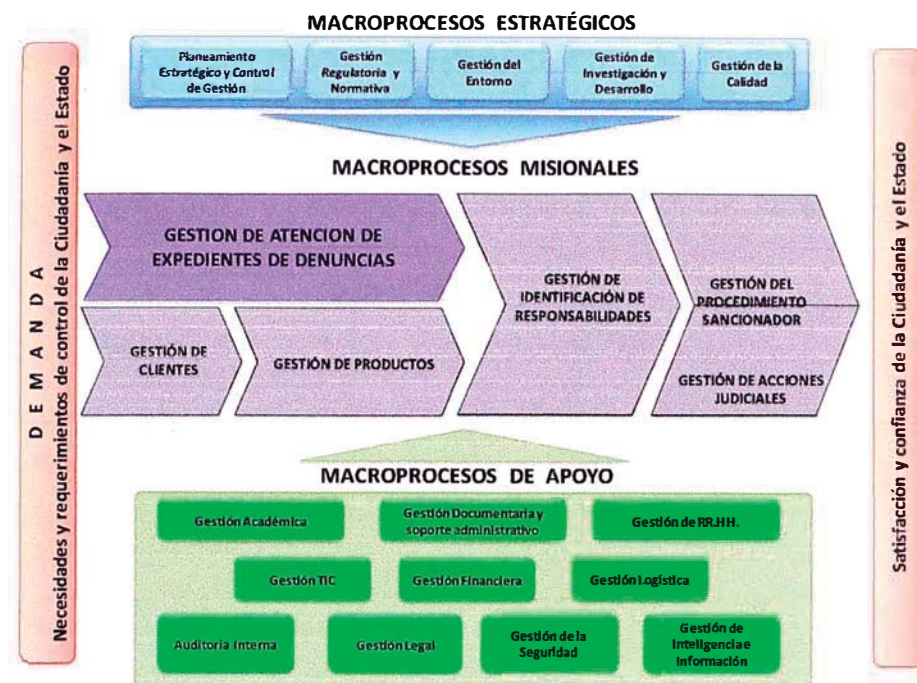 MACROPROCESOS ESTRATÉGICOS
Planeamiento
Estratégico y Control
de Gestión
Gestión
Regulatoria y
Normativa
Gestión del
Entorno
Gestión de
Investigación y
Desarrollo
Gestión de la
Calidad
D E M A N D A
Necesidades y requerimientos de control de la Ciudadanía y el Estado
MACROPROCESOS MISIONALES
GESTION DE ATENCION DE
EXPEDIENTES DE DENUNCIAS
GESTIÓN DE
CLIENTES
GESTIÓN DE PRODUCTOS
GESTIÓN DE
IDENTIFICACIÓN DE
RESPONSABILIDADES
GESTIÓN DEL
PROCEDIMIENTO
SANCIONADOR
GESTIÓN DE ACCIONES
JUDICIALES
Satisfacción y confianza de la Ciudadanía y el Estado
MACROPROCESOS DE APOYO
Gestión Académica
Gestión Documentaria y
soporte administrativo
Gestión de RR.HH.
Gestión TIC
Gestión Financiera
Gestión Logística
Auditoria Interna
Gestión Legal
Gestión de la
Seguridad
Gestión de
Inteligencia e
Información